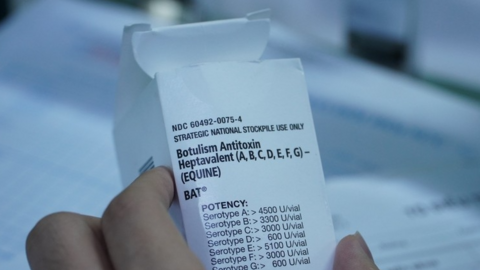 NDC 60492-0075-4
STRATEGIC NATIONAL STOCKPILE USE ONLY
Botulism Antitoxin
Heptavalent (A, B, C, D, E, F, G) –
(EQUINE)
BAT®
POTENCY:
Serotype A: > 4500 U/vial
Serotype B: > 3300 U/vial
Serotype C: > 3000 U/vial
Serotype D: > 600 U/vial
Serotype E: > 5100 U/vial
Serotype F: > 3000 U/vial
Serotype G: > 600 U/vial